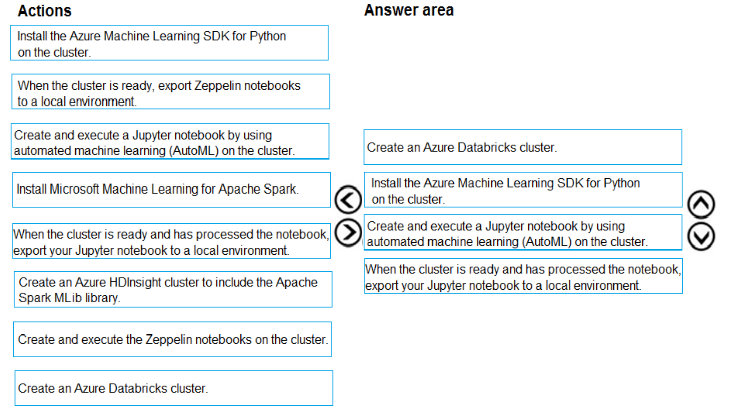 Actions
Install the Azure Machine Learning SDK for Python
on the cluster.
When the cluster is ready, export Zeppelin notebooks
to a local environment.
Create and execute a Jupyter notebook by using
automated machine learning (AutoML) on the cluster.
Install Microsoft Machine Learning for Apache Spark.
When the cluster is ready and has processed the notebook,
export your Jupyter notebook to a local environment.
Create an Azure HDInsight cluster to include the Apache
Spark MLib library.
Create and execute the Zeppelin notebooks on the cluster.
Create an Azure Databricks cluster.
Answer area
Create an Azure Databricks cluster.
Install the Azure Machine Learning SDK for Python
on the cluster.
Create and execute a Jupyter notebook by using
automated machine learning (AutoML) on the cluster.
When the cluster is ready and has processed the notebook,
export your Jupyter notebook to a local environment.